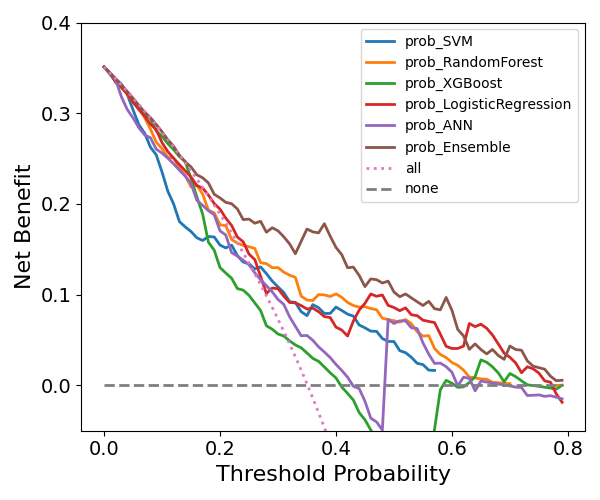 0.4
0.3
0.2
0.1
0.0
Net Benefit
prob_SVM
prob_RandomForest
prob_XGBoost
prob_LogisticRegression
prob_ANN
prob_Ensemble
all
none
0.0 0.2 0.4 0.6 0.8
Threshold Probability